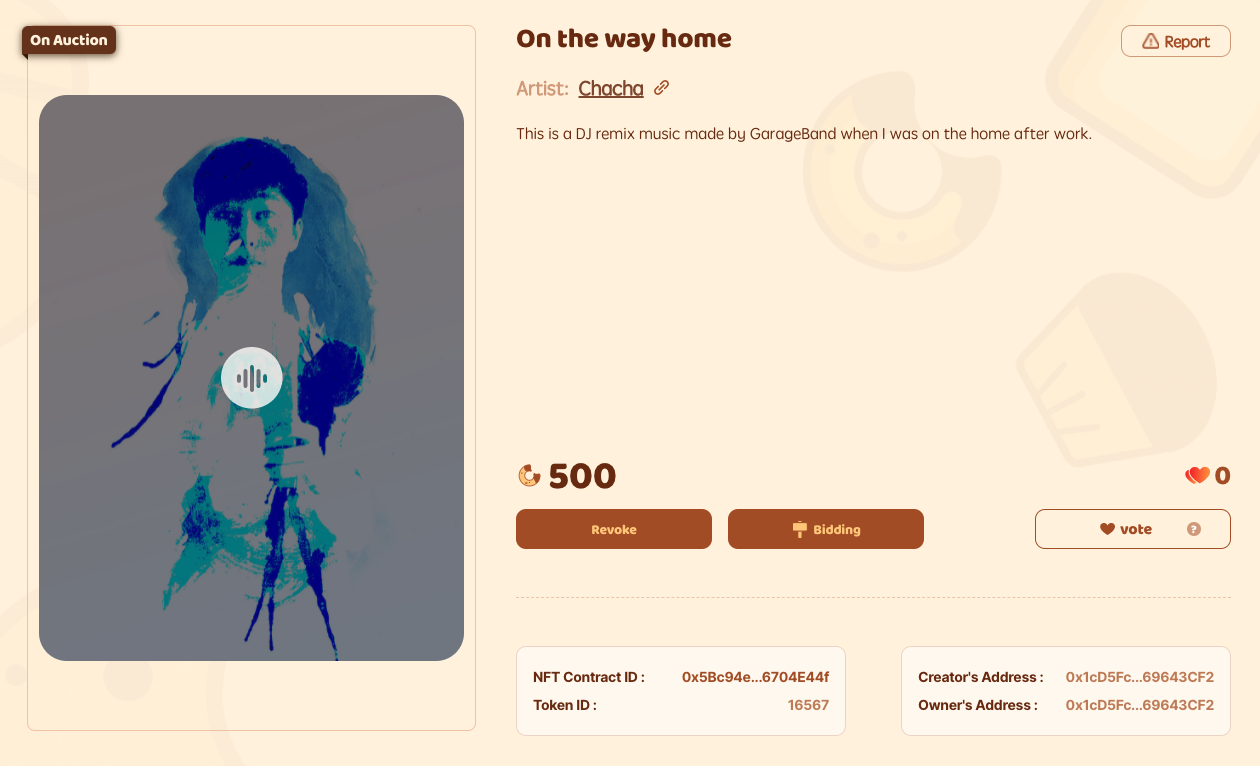 On Auction
On the way home
Report
Artist: Chacha
This is a DJ remix music made by GarageBand when I was on the home after work.
500
0
Revoke
Bidding
vote ?
NFT Contract ID : 0x5Bc94e...6704E44f
Token ID : 16567
Creator's Address : 0x1cD5Fc...69643CF2
Owner's Address : 0x1cD5Fc...69643CF2